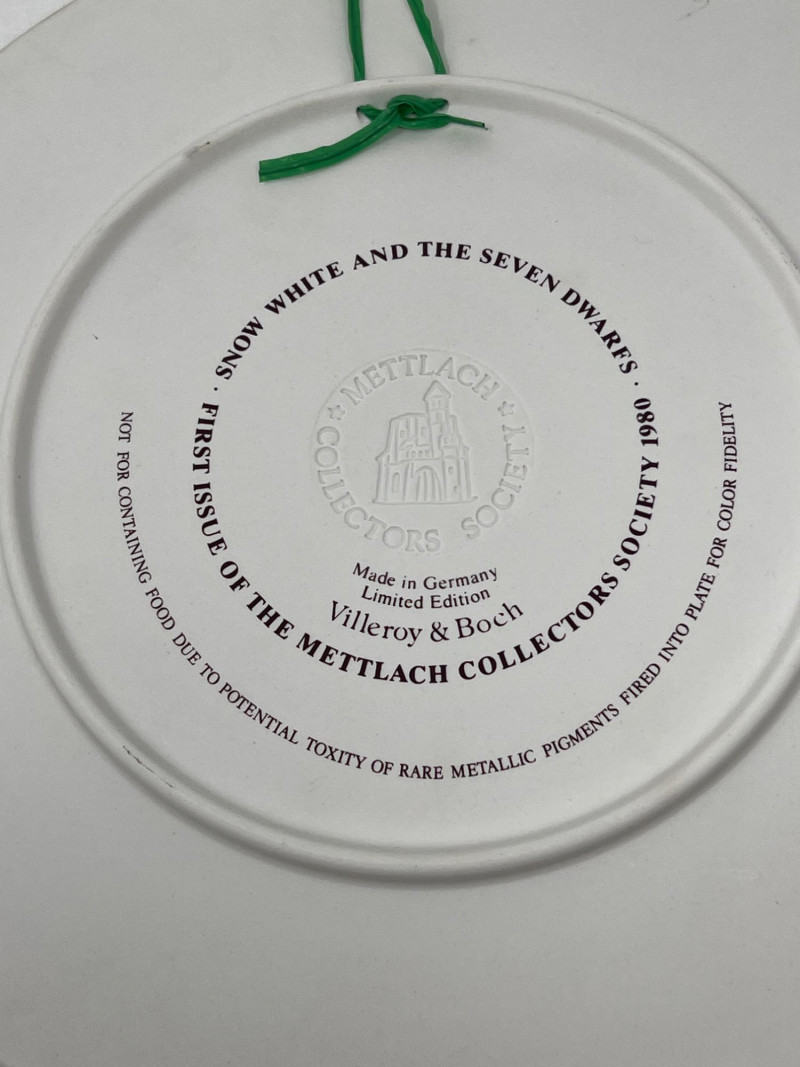 · SNOW WHITE AND THE SEVEN DWARFS ·
FIRST ISSUE OF THE METTLACH COLLECTORS SOCIETY 1980
METTLACH
COLLECTORS SOCIETY
Made in Germany
Limited Edition
Villeroy & Boch
NOT FOR CONTAINING FOOD DUE TO POTENTIAL TOXITY OF RARE METALLIC PIGMENTS FIRED INTO PLATE FOR COLOR FIDELITY